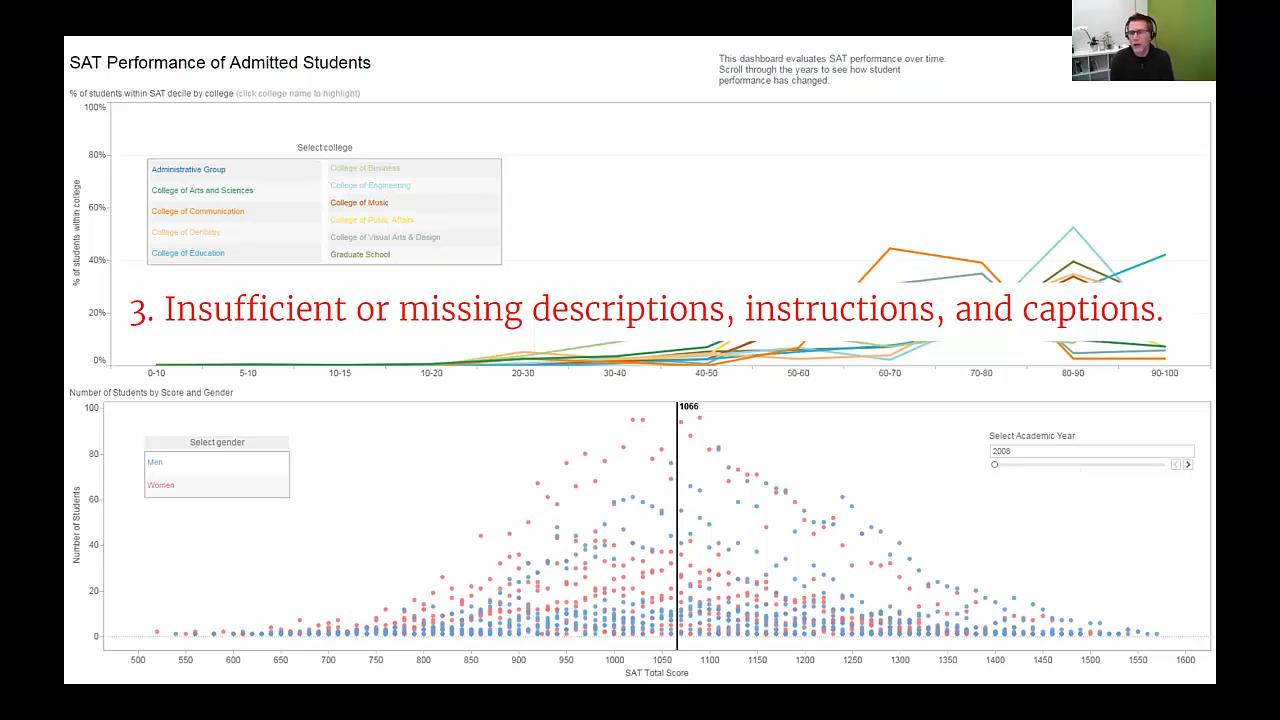 SAT Performance of Admitted Students
This dashboard evaluates SAT performance over time.
Scroll through the years to see how student
performance has changed.
% of students within SAT decile by college (click college name to highlight)
100%
80%
60%
40%
20%
0%
% of students within college
Select college
Administrative Group
College of Arts and Sciences
College of Communication
College of Dentistry
College of Education
College of Business
College of Engineering
College of Music
College of Public Affairs
College of Visual Arts & Design
Graduate School
3. Insufficient or missing descriptions, instructions, and captions.
0-10 5-10 10-15 10-20 20-30 30-40 40-50 50-60 60-70 70-80 80-90 90-100
Number of Students by Score and Gender
100
80
60
40
20
0
Number of Students
1066
Select gender
Men
Women
Select Academic Year
2008
500 550 600 650 700 750 800 850 900 950 1000 1050 1100 1150 1200 1250 1300 1350 1400 1450 1500 1550 1600
SAT Total Score